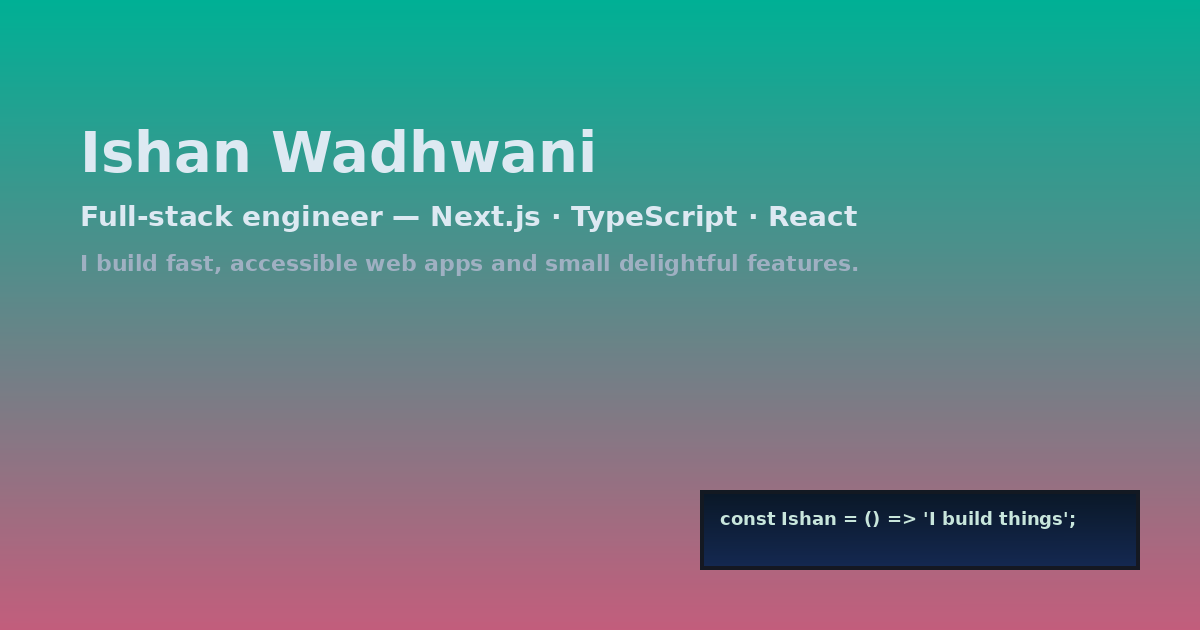 Ishan Wadhwani
Full-stack engineer — Next.js · TypeScript · React
I build fast, accessible web apps and small delightful features.
const Ishan = () => 'I build things';